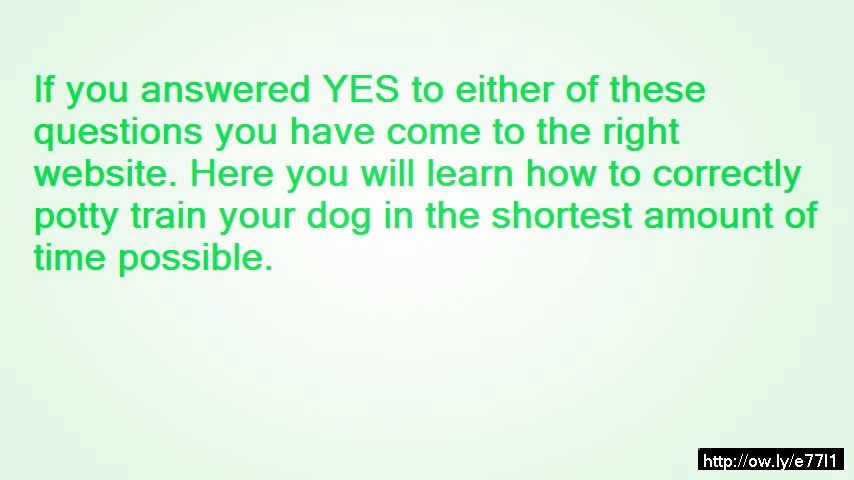 If you answered YES to either of these
questions you have come to the right
website. Here you will learn how to correctly
potty train your dog in the shortest amount of
time possible.
http://ow.ly/e77l1